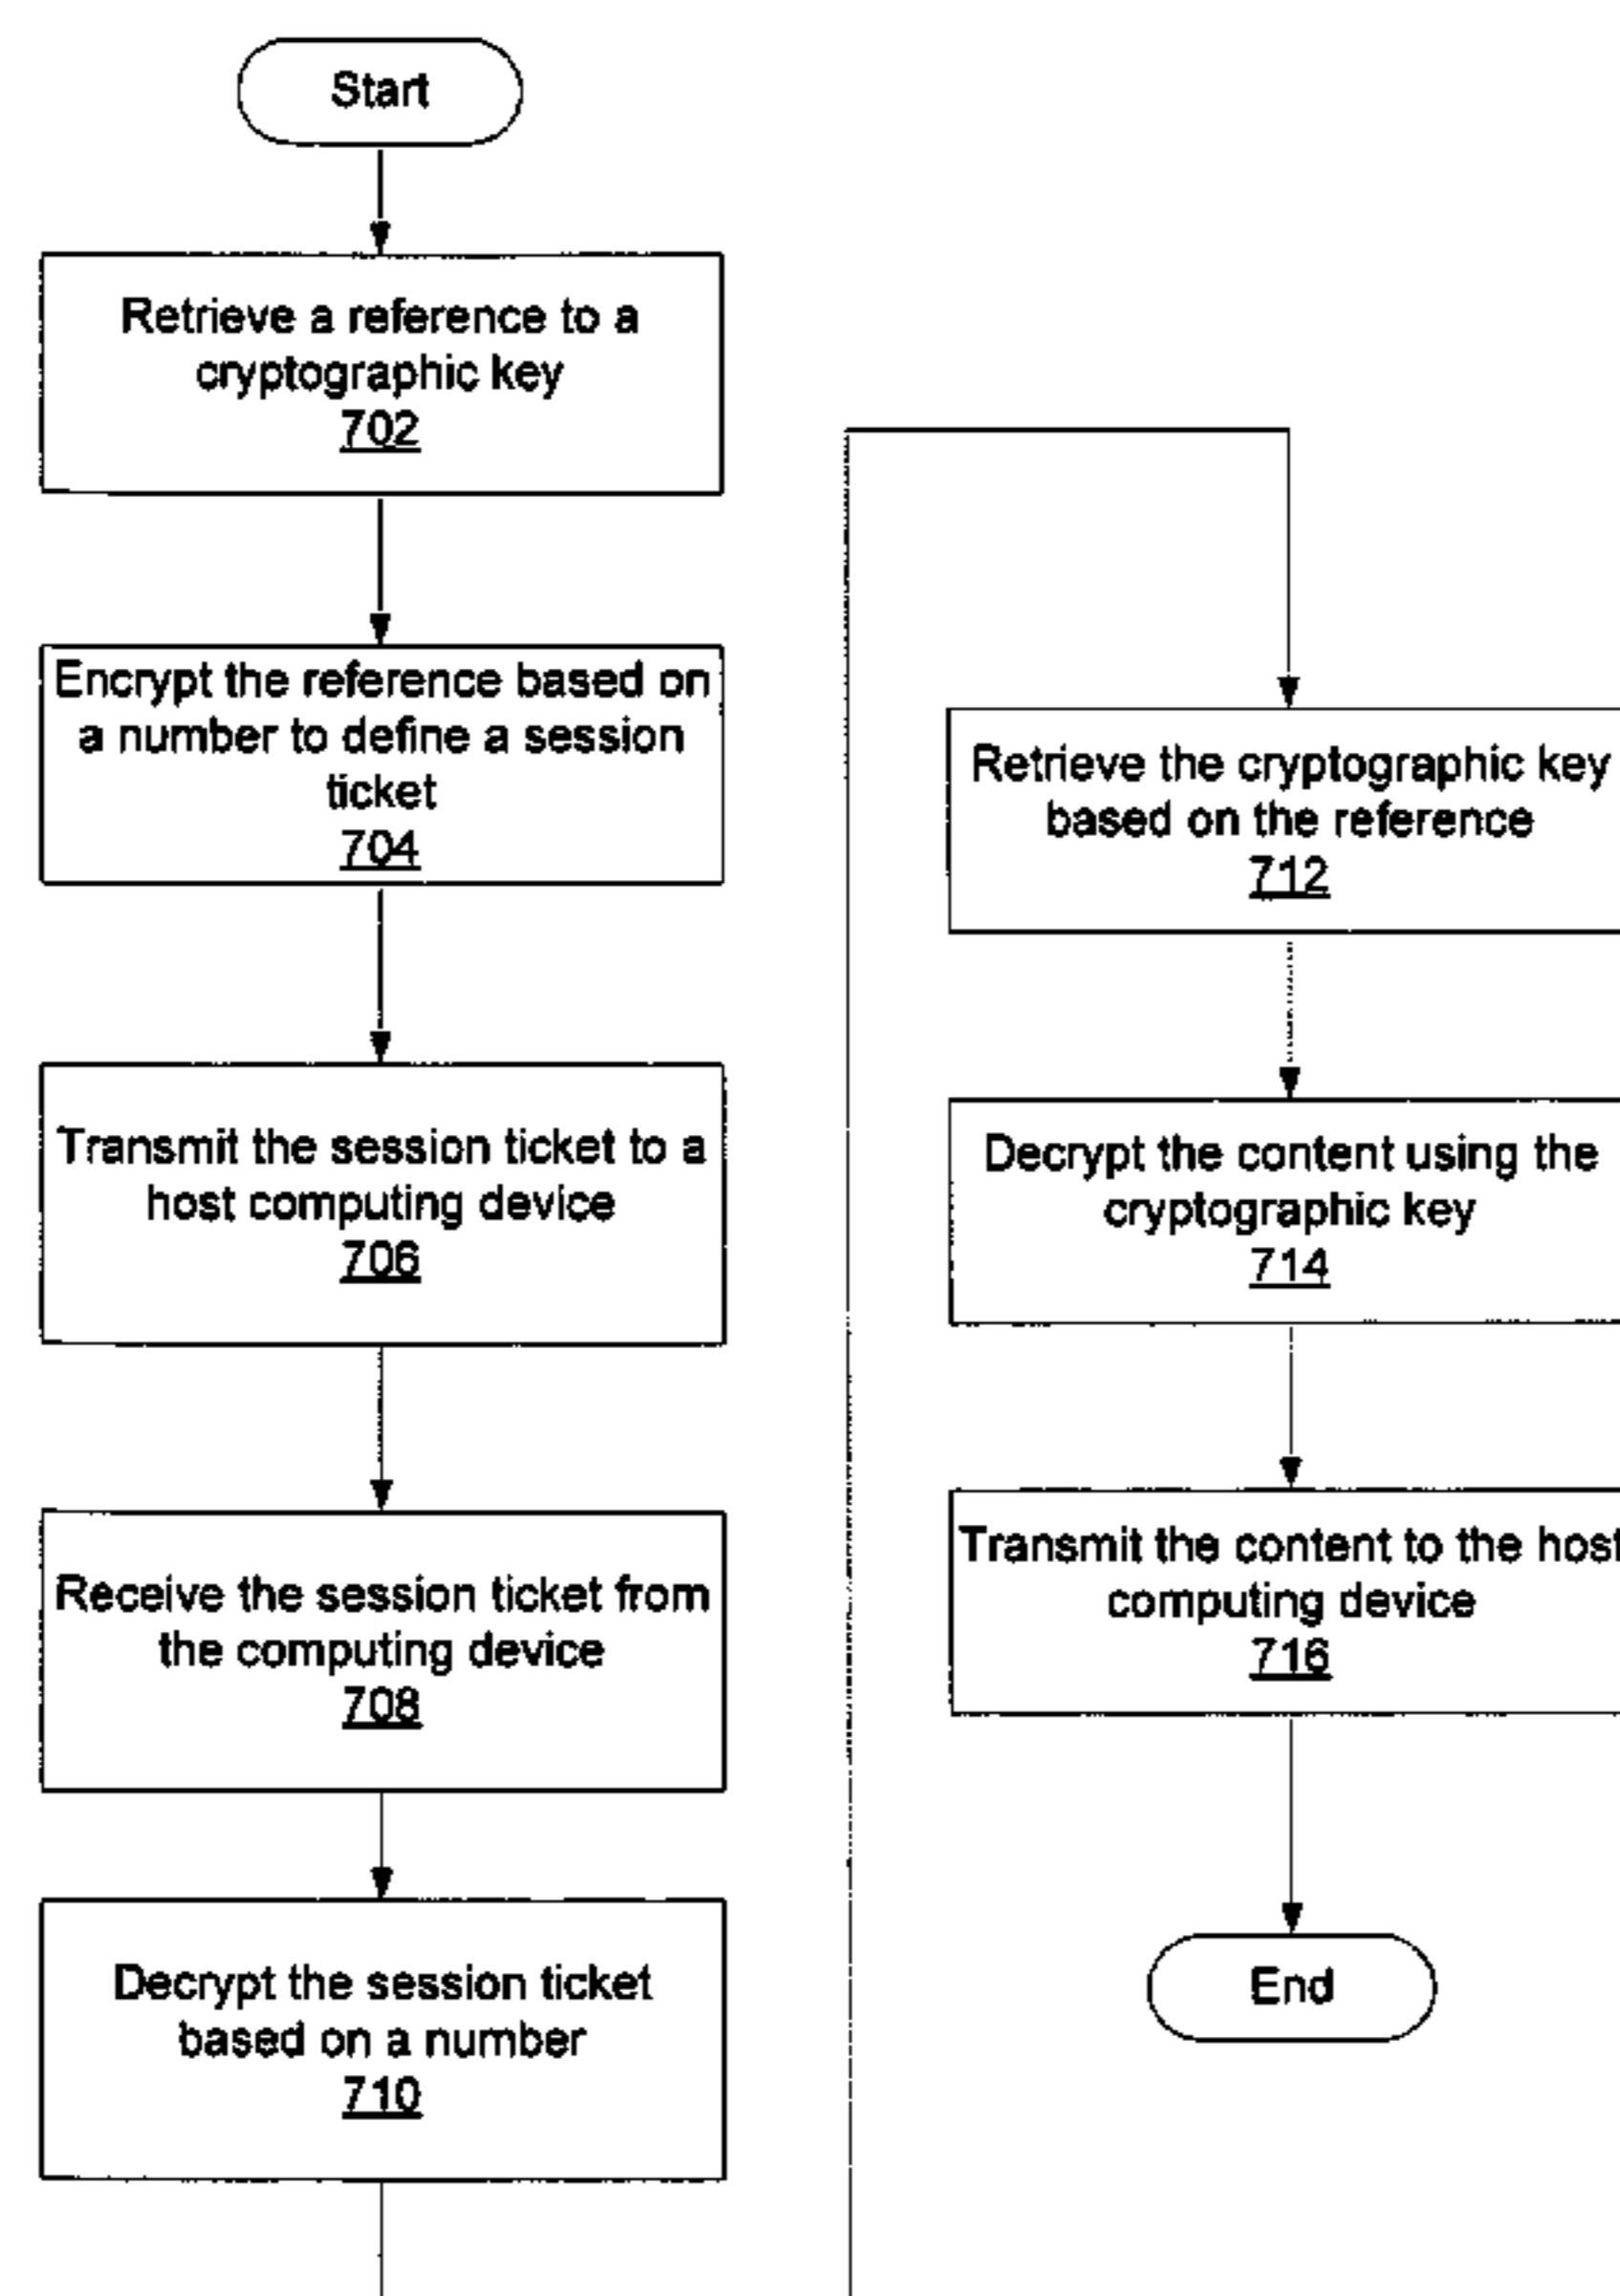 Start
Retrieve a reference to a
cryptographic key
702
Encrypt the reference based on
a number to define a session
ticket
704
Transmit the session ticket to a
host computing device
706
Receive the session ticket from
the computing device
708
Decrypt the session ticket
based on a number
710
Retrieve the cryptographic key
based on the reference
712
Decrypt the content using the
cryptographic key
714
Transmit the content to the host
computing device
716
End